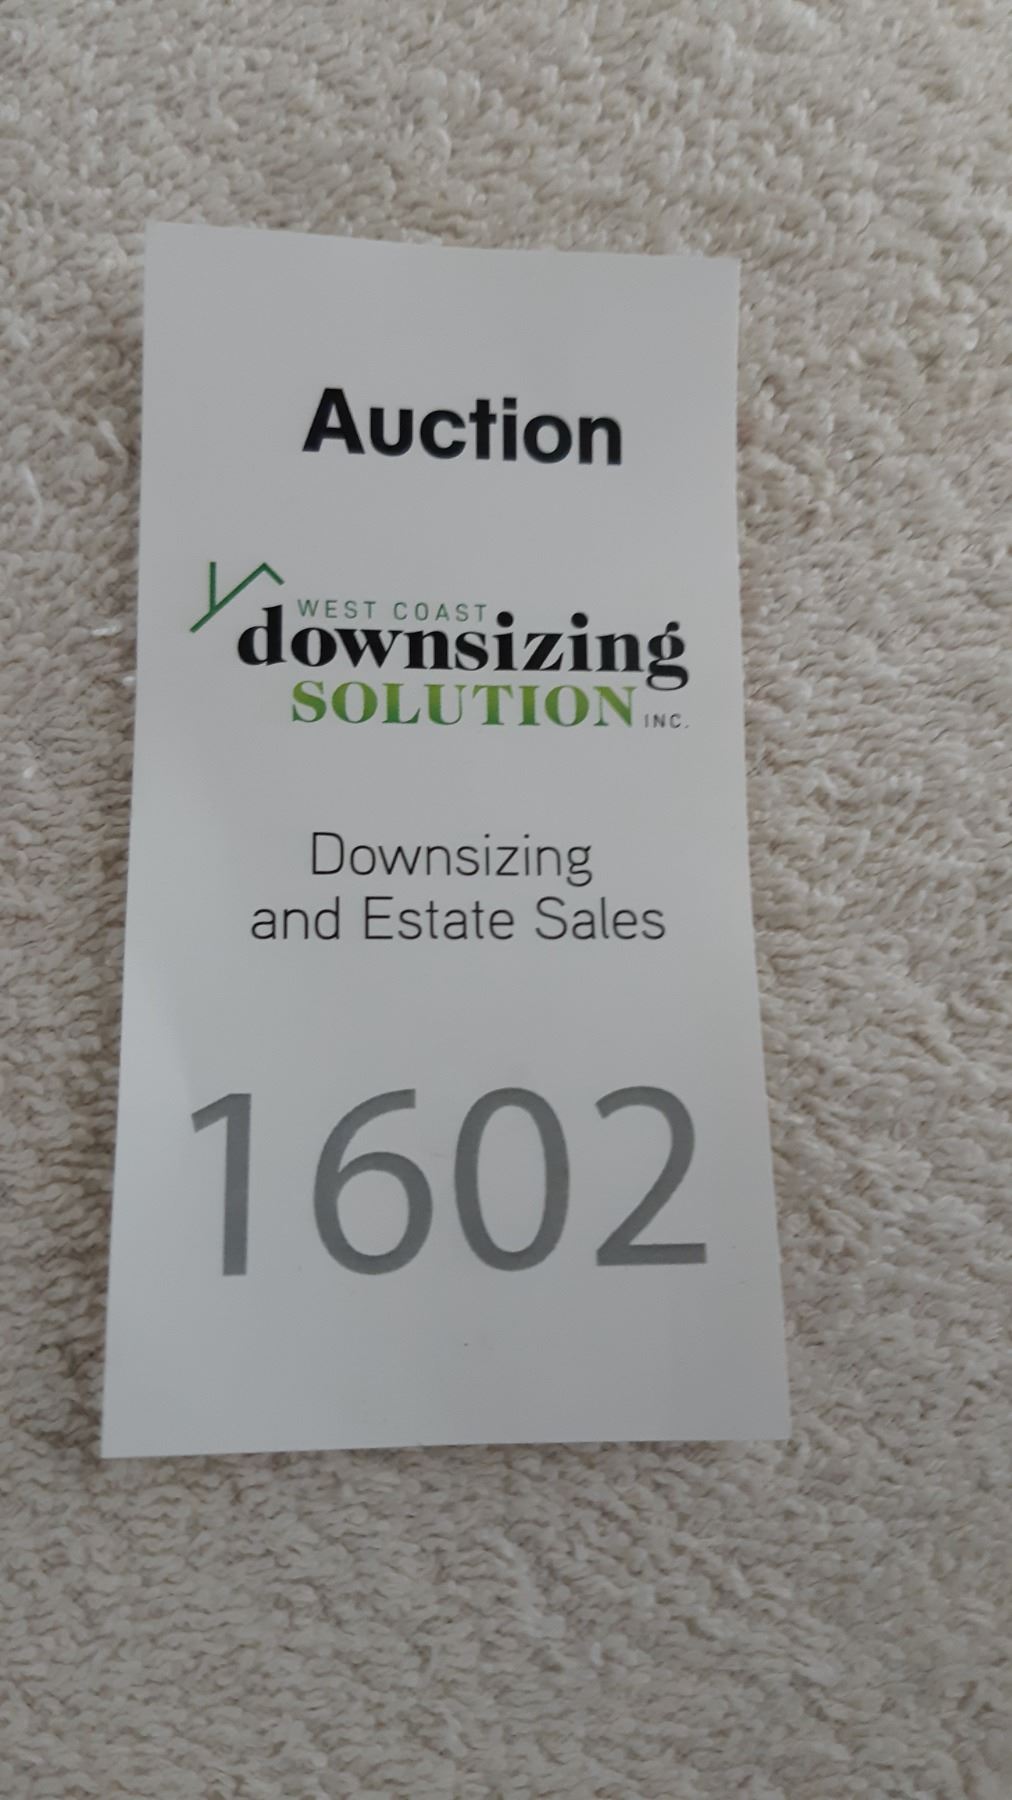 Auction
WEST COAST
downsizing
SOLUTION INC.
Downsizing
and Estate Sales
1602